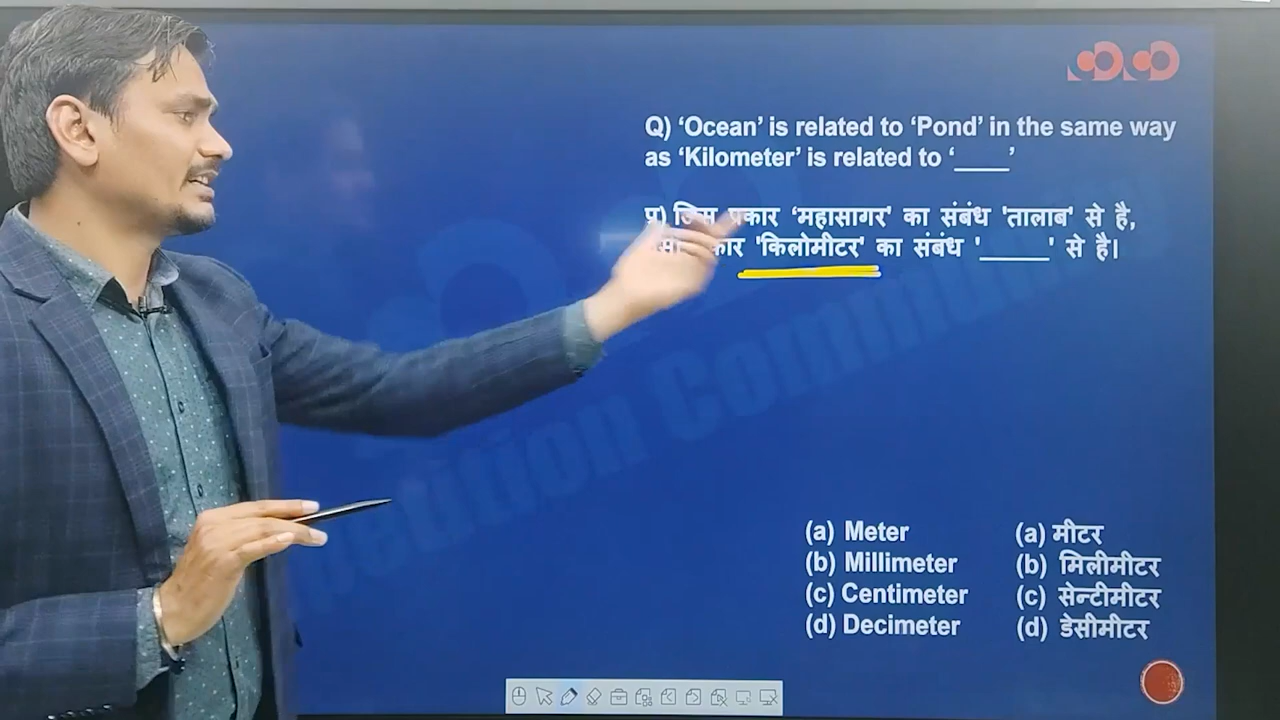 Q) ‘Ocean’ is related to ‘Pond’ in the same way
as ‘Kilometer’ is related to ‘____’
प्र) जिस प्रकार ‘महासागर’ का संबंध 'तालाब' से है,
'किलोमीटर' का संबंध '_____' से है।
(a) Meter (a) मीटर
(b) Millimeter (b) मिलीमीटर
(c) Centimeter (c) सेन्टीमीटर
(d) Decimeter (d) डेसीमीटर